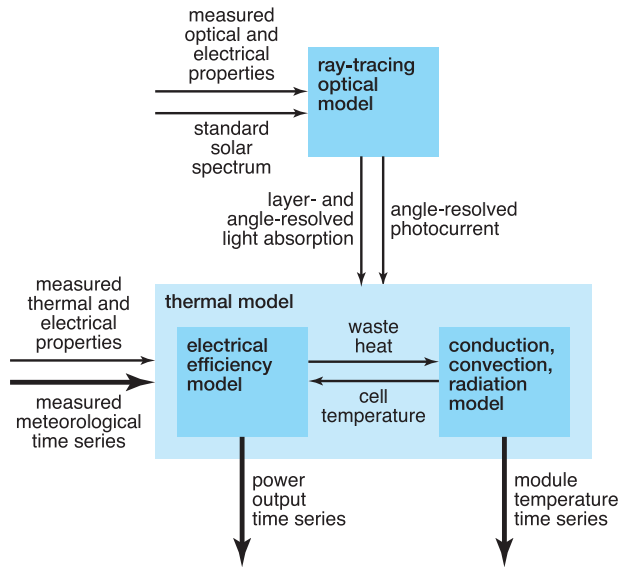 measured
optical and
electrical
properties
standard
solar
spectrum
ray-tracing
optical
model
layer- and
angle-resolved
light absorption
angle-resolved
photocurrent
measured
thermal and
electrical
properties
measured
meteorological
time series
thermal model
electrical
efficiency
model
waste
heat
cell
temperature
conduction,
convection,
radiation
model
power
output
time series
module
temperature
time series